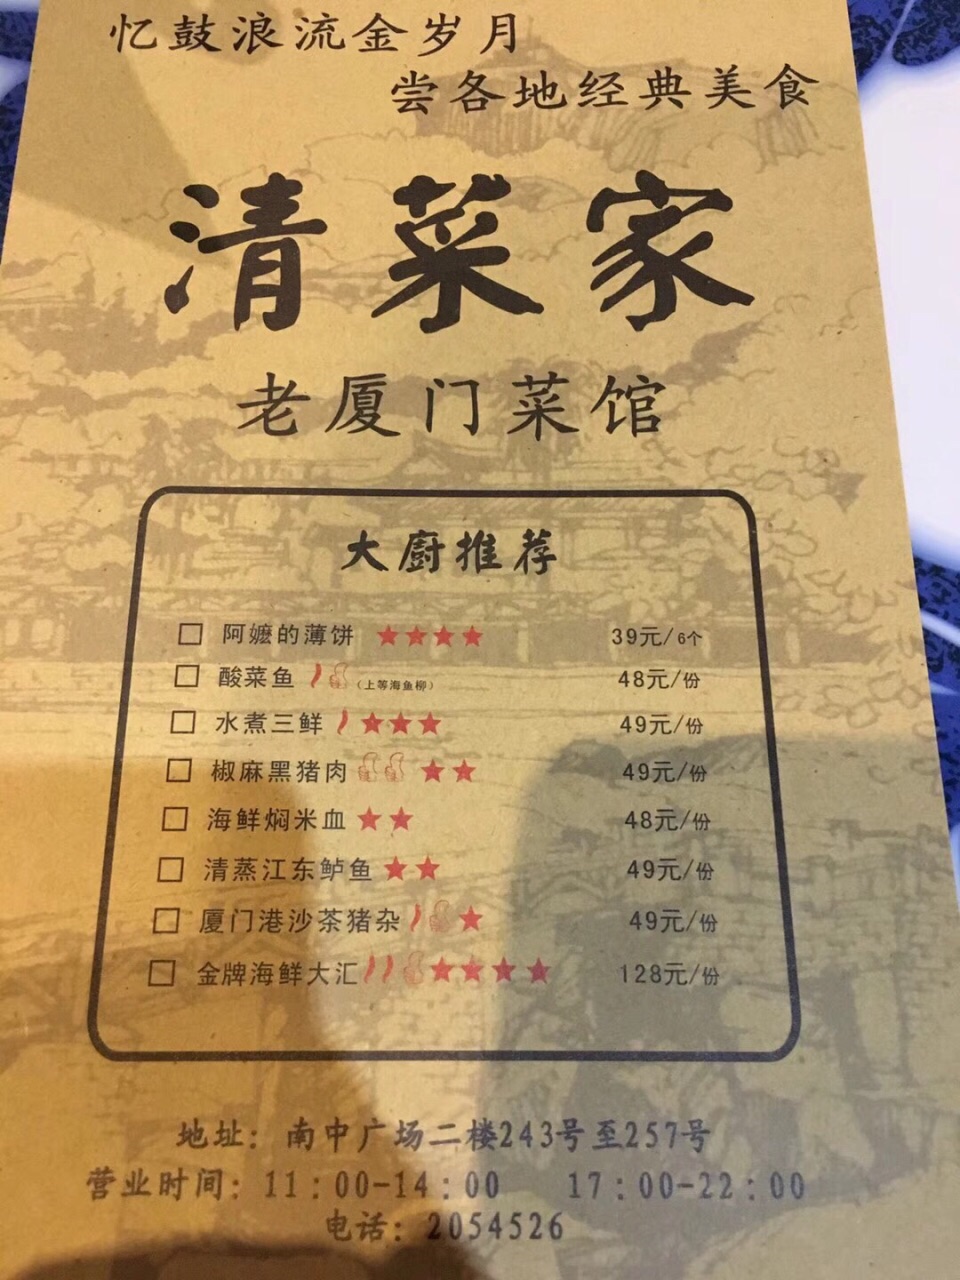 忆鼓浪流金岁月
尝各地经典美食
清菜家
老厦门菜馆
大厨推荐
□ 阿嬷的薄饼 ★★★★ 39元/6个
□ 酸菜鱼 (上等海鱼柳) 48元/份
□ 水煮三鲜 ★★★ 49元/份
□ 椒麻黑猪肉 ★★ 49元/份
□ 海鲜焖米血 ★★ 48元/份
□ 清蒸江东鲈鱼 ★★ 49元/份
□ 厦门港沙茶猪杂 ★ 49元/份
□ 金牌海鲜大汇 ★★★★ 128元/份
地址：南中广场二楼243号至257号
营业时间：11：00-14：00 17：00-22：00
电话：2054526